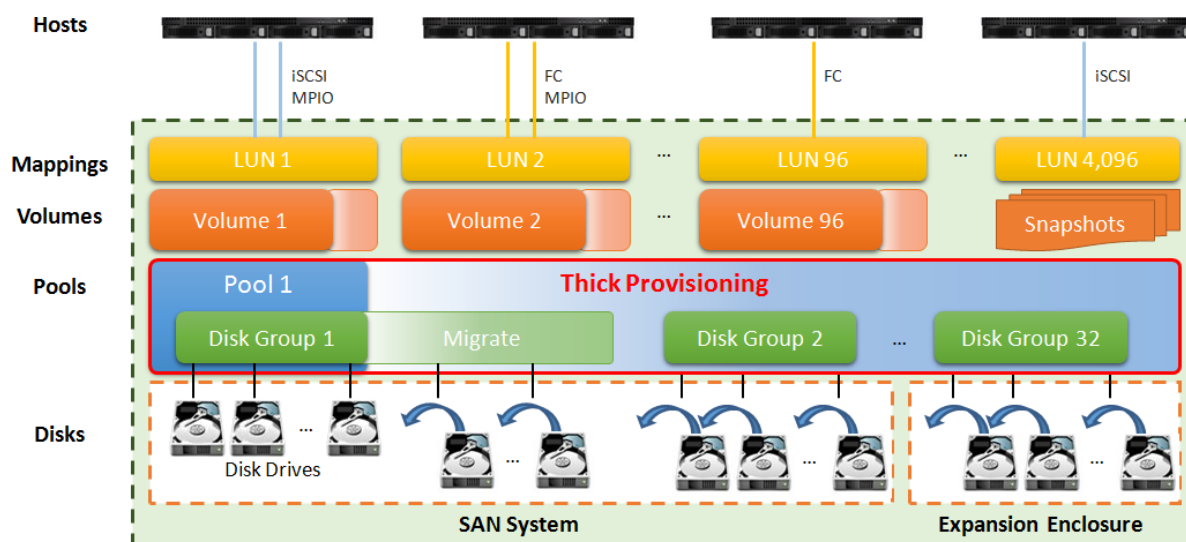 Hosts
iSCSI
MPIO
FC
MPIO
FC
iSCSI
Mappings
LUN 1
LUN 2
...
LUN 96
...
LUN 4,096
Volumes
Volume 1
Volume 2
...
Volume 96
Snapshots
Pools
Pool 1
Thick Provisioning
Disk Group 1
Migrate
Disk Group 2
...
Disk Group 32
Disks
...
...
...
...
Disk Drives
SAN System
Expansion Enclosure